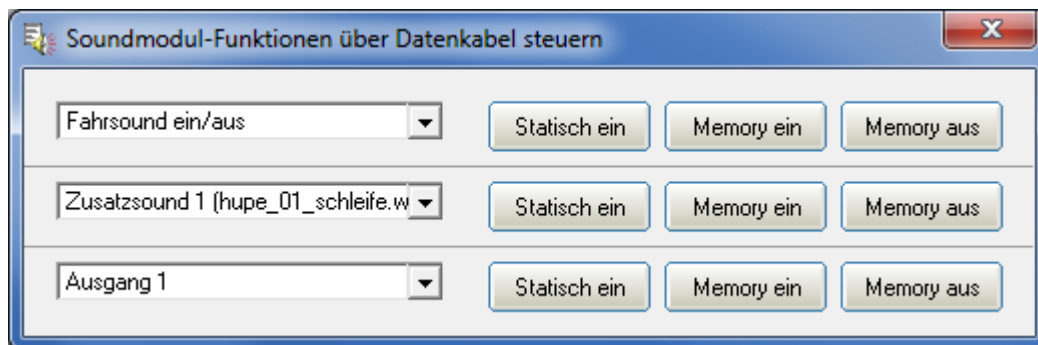 Soundmodul-Funktionen über Datenkabel steuern
Fahrsound ein/aus Statisch ein Memory ein Memory aus
Zusatzsound 1 (hupe_01_schleife.w Statisch ein Memory ein Memory aus
Ausgang 1 Statisch ein Memory ein Memory aus